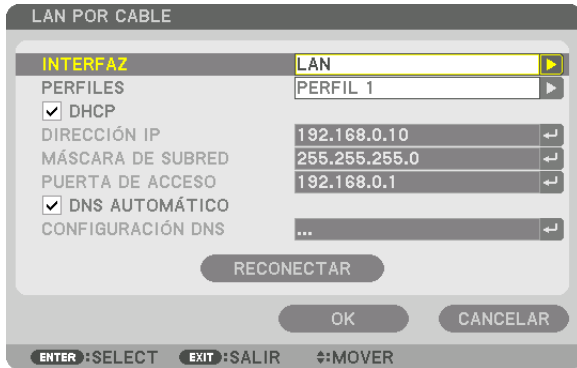 LAN POR CABLE
INTERFAZ LAN
PERFILES PERFIL 1
DHCP
DIRECCIÓN IP 192.168.0.10
MÁSCARA DE SUBRED 255.255.255.0
PUERTA DE ACCESO 192.168.0.1
DNS AUTOMÁTICO
CONFIGURACIÓN DNS ...
RECONECTAR
OK CANCELAR
ENTER :SELECT EXIT :SALIR :MOVER